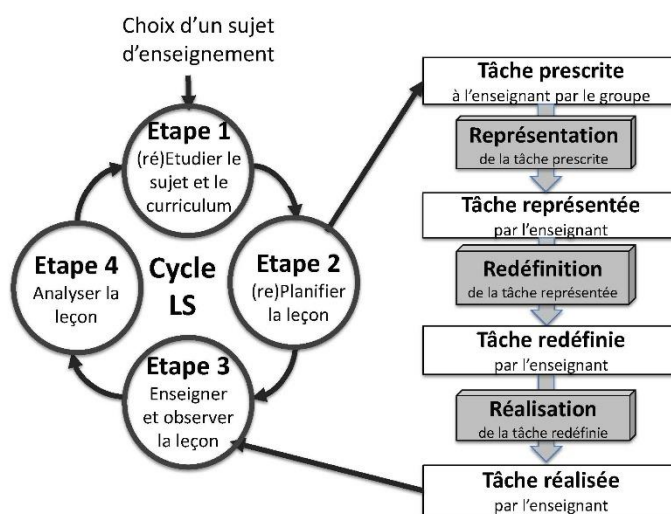 Choix d’un sujet
d’enseignement
Etape 1
(ré)Etudier le
sujet et le
curriculum
Etape 2
(re)Planifier
la leçon
Etape 3
Enseigner
et observer
la leçon
Etape 4
Analyser la
leçon
Cycle
LS
Tâche prescrite
à l’enseignant par le groupe
Représentation
de la tâche prescrite
Tâche représentée
par l’enseignant
Redéfinition
de la tâche représentée
Tâche redéfinie
par l’enseignant
Réalisation
de la tâche redéfinie
Tâche réalisée
par l’enseignant